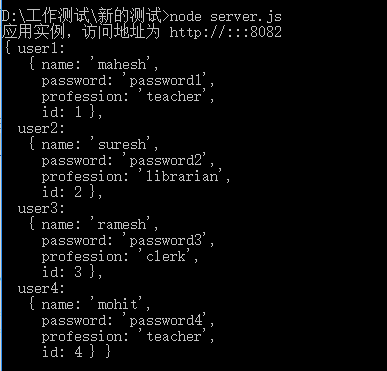 D:\工作测试\新的测试>node server.js
应用实例，访问地址为 http://:::8082
{ user1:
{ name: 'mahesh',
password: 'password1',
profession: 'teacher',
id: 1 },
user2:
{ name: 'suresh',
password: 'password2',
profession: 'librarian',
id: 2 },
user3:
{ name: 'ramesh',
password: 'password3',
profession: 'clerk',
id: 3 },
user4:
{ name: 'mohit',
password: 'password4',
profession: 'teacher',
id: 4 } }